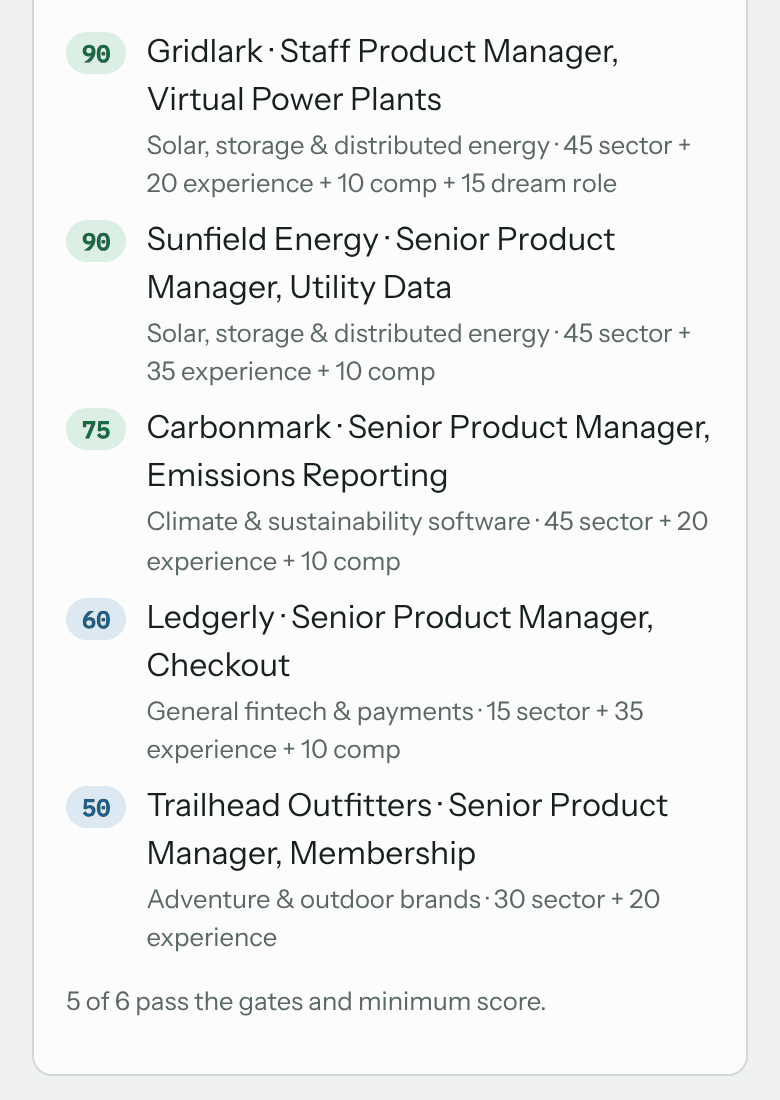 90
Gridlark · Staff Product Manager,
Virtual Power Plants
Solar, storage & distributed energy · 45 sector +
20 experience + 10 comp + 15 dream role
90
Sunfield Energy · Senior Product
Manager, Utility Data
Solar, storage & distributed energy · 45 sector +
35 experience + 10 comp
75
Carbonmark · Senior Product Manager,
Emissions Reporting
Climate & sustainability software · 45 sector + 20
experience + 10 comp
60
Ledgerly · Senior Product Manager,
Checkout
General fintech & payments · 15 sector + 35
experience + 10 comp
50
Trailhead Outfitters · Senior Product
Manager, Membership
Adventure & outdoor brands · 30 sector + 20
experience
5 of 6 pass the gates and minimum score.